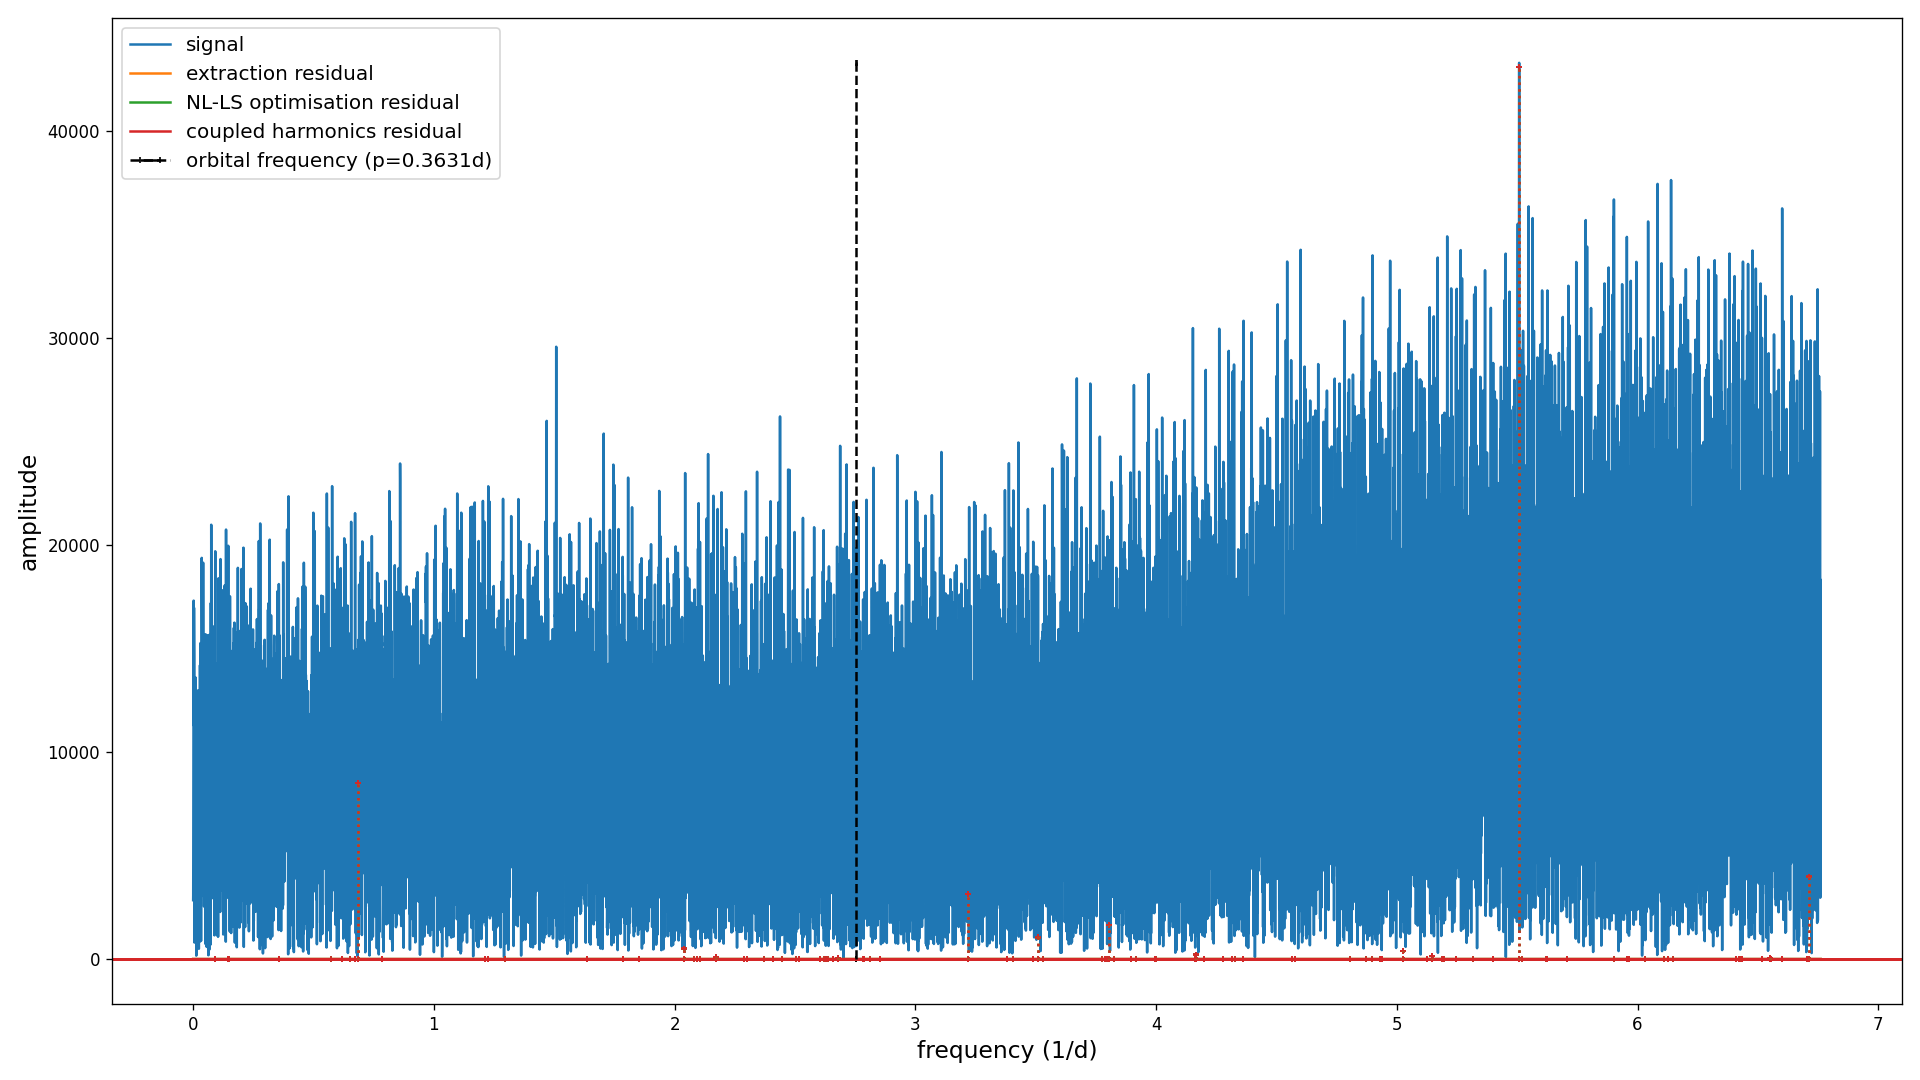 signal
extraction residual
NL-LS optimisation residual
coupled harmonics residual
orbital frequency (p=0.3631d)
amplitude
40000
30000
20000
10000
0
0 1 2 3 4 5 6 7
frequency (1/d)